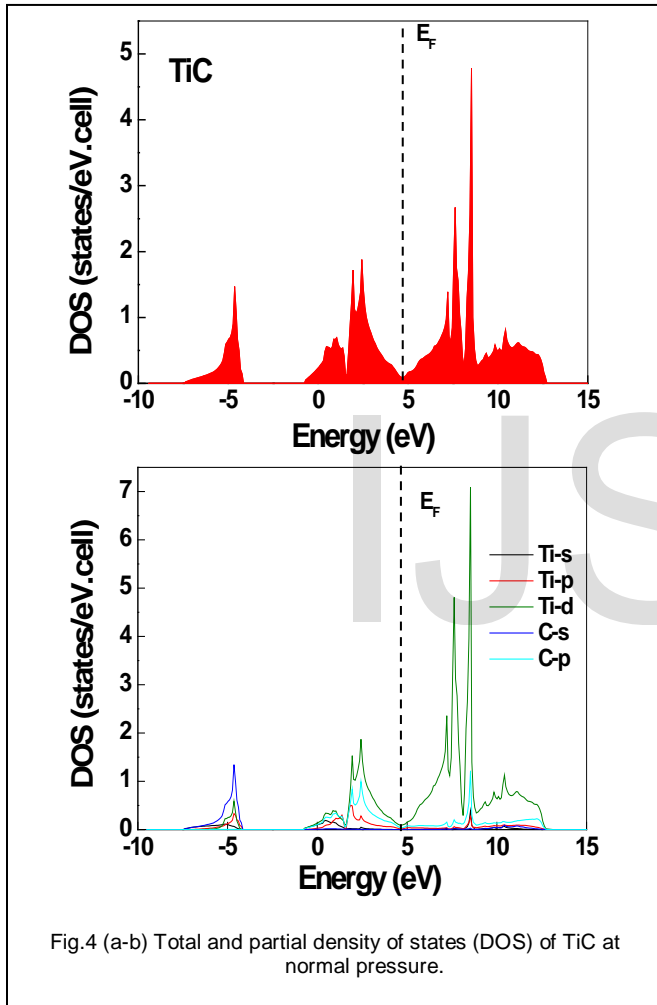 E_F
TiC
5
4
3
2
1
0
DOS (states/eV.cell)
-10 -5 0 5 10 15
Energy (eV)
7
6
5
4
3
2
1
0
DOS (states/eV.cell)
E_F
Ti-s
Ti-p
Ti-d
C-s
C-p
IJS
-10 -5 0 5 10 15
Energy (eV)
Fig.4 (a-b) Total and partial density of states (DOS) of TiC at
normal pressure.